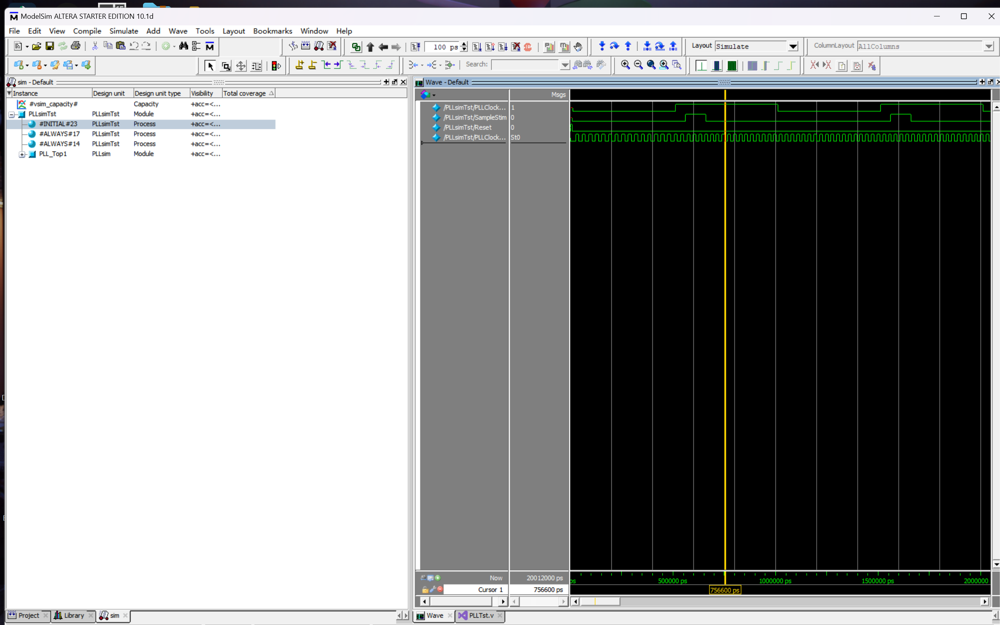 ModelSim ALTERA STARTER EDITION 10.1d
File Edit View Compile Simulate Add Wave Tools Layout Bookmarks Window Help
100 ps
Layout Simulate
ColumnLayout AllColumns
Search:
sim - Default
Instance Design unit Design unit type Visibility Total coverage
#vsim_capacity# Capacity +acc=<...
PLLsimTst PLLsimTst Module +acc=<...
#INITIAL#23 PLLsimTst Process +acc=<...
#ALWAYS#17 PLLsimTst Process +acc=<...
#ALWAYS#14 PLLsimTst Process +acc=<...
PLL_Top1 PLLsim Module +acc=<...
Wave - Default
Msgs
/PLLsimTst/PLLClock... 1
/PLLsimTst/SampleStim 0
/PLLsimTst/Reset 0
/PLLsimTst/PLLClock... St0
Now 20012000 ps
ps 500000 ps 1000000 ps 1500000 ps 2000000
Cursor 1 756600 ps
756600 ps
Project Library sim
Wave PLLTst.v